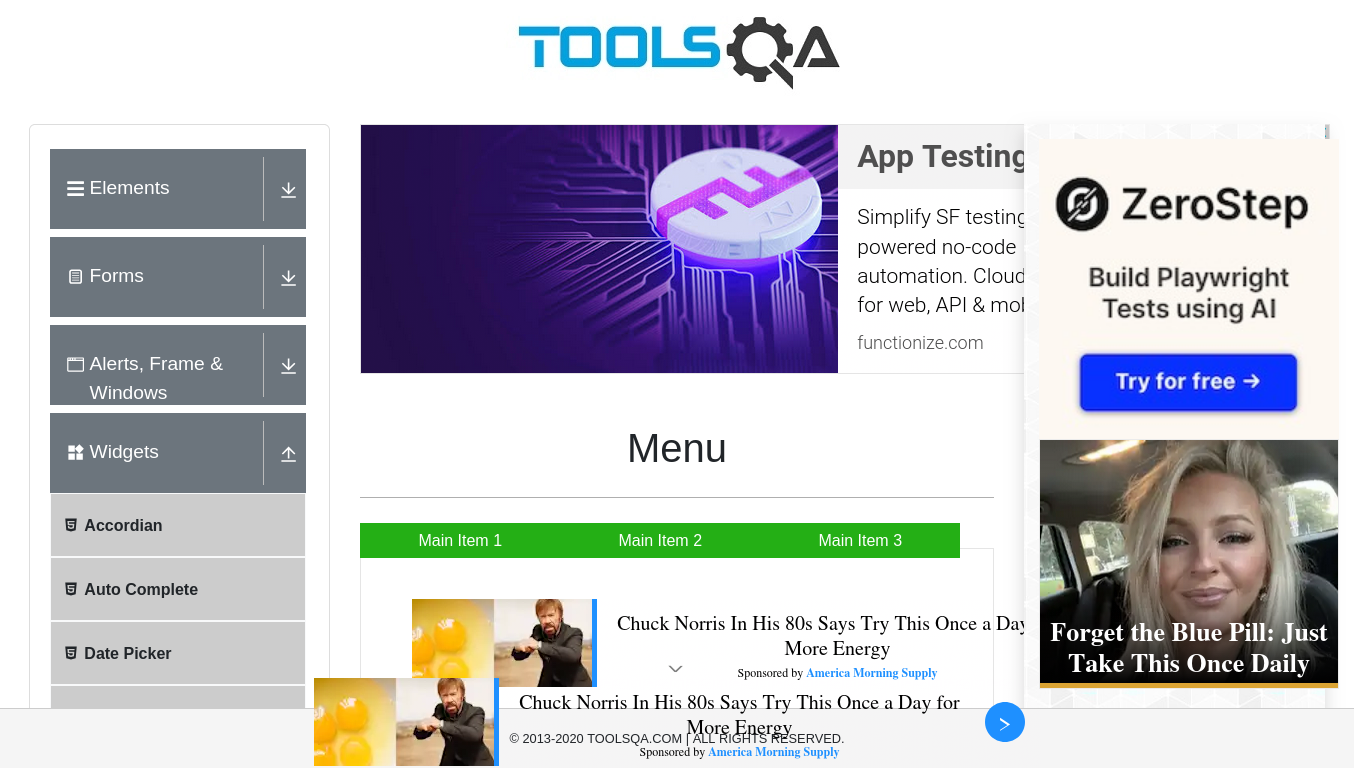 TOOLSQA
Elements
Forms
Alerts, Frame &
Windows
Widgets
Accordian
Auto Complete
Date Picker
App Testing
Simplify SF testing
powered no-code
automation. Cloud
for web, API & mob
functionize.com
Menu
Main Item 1
Main Item 2
Main Item 3
Chuck Norris In His 80s Says Try This Once a Day
More Energy
Sponsored by America Morning Supply
Chuck Norris In His 80s Says Try This Once a Day for
More Energy
Sponsored by America Morning Supply
© 2013-2020 TOOLSQA.COM | ALL RIGHTS RESERVED.
ZeroStep
Build Playwright
Tests using AI
Try for free →
Forget the Blue Pill: Just
Take This Once Daily